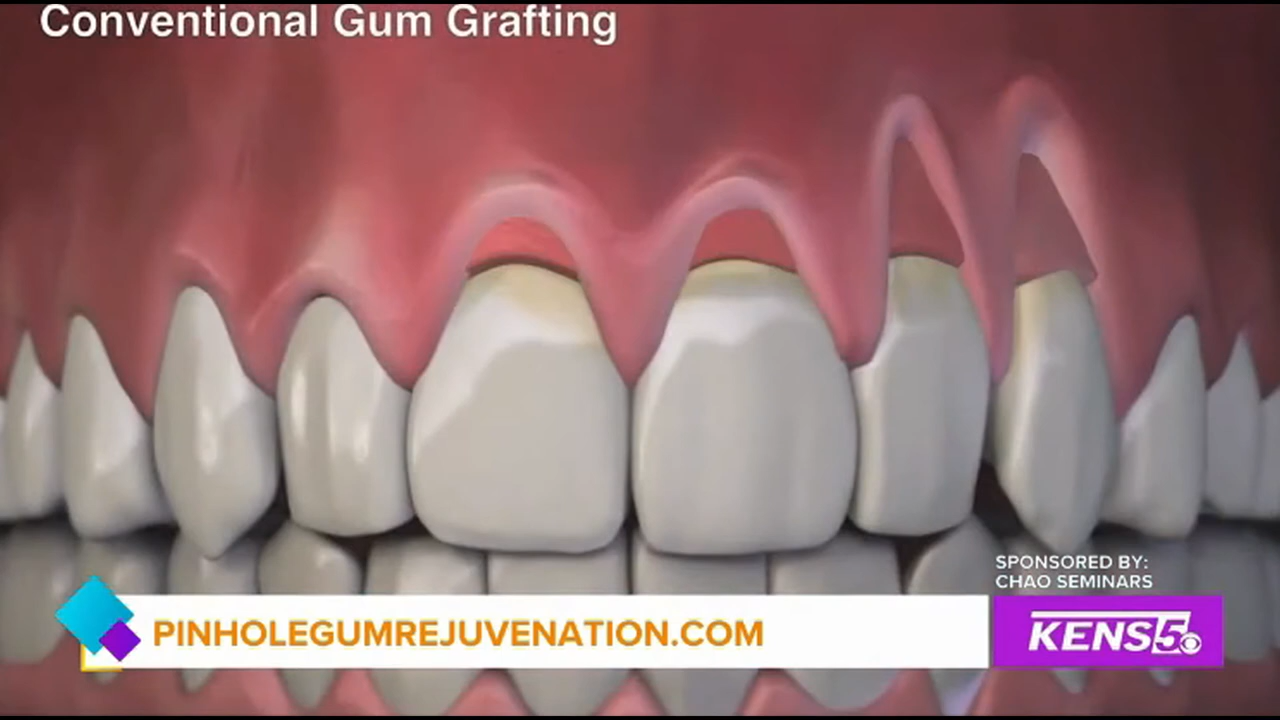 Conventional Gum Grafting
SPONSORED BY:
CHAO SEMINARS
PINHOLEGUMREJUVENATION.COM
KENS5